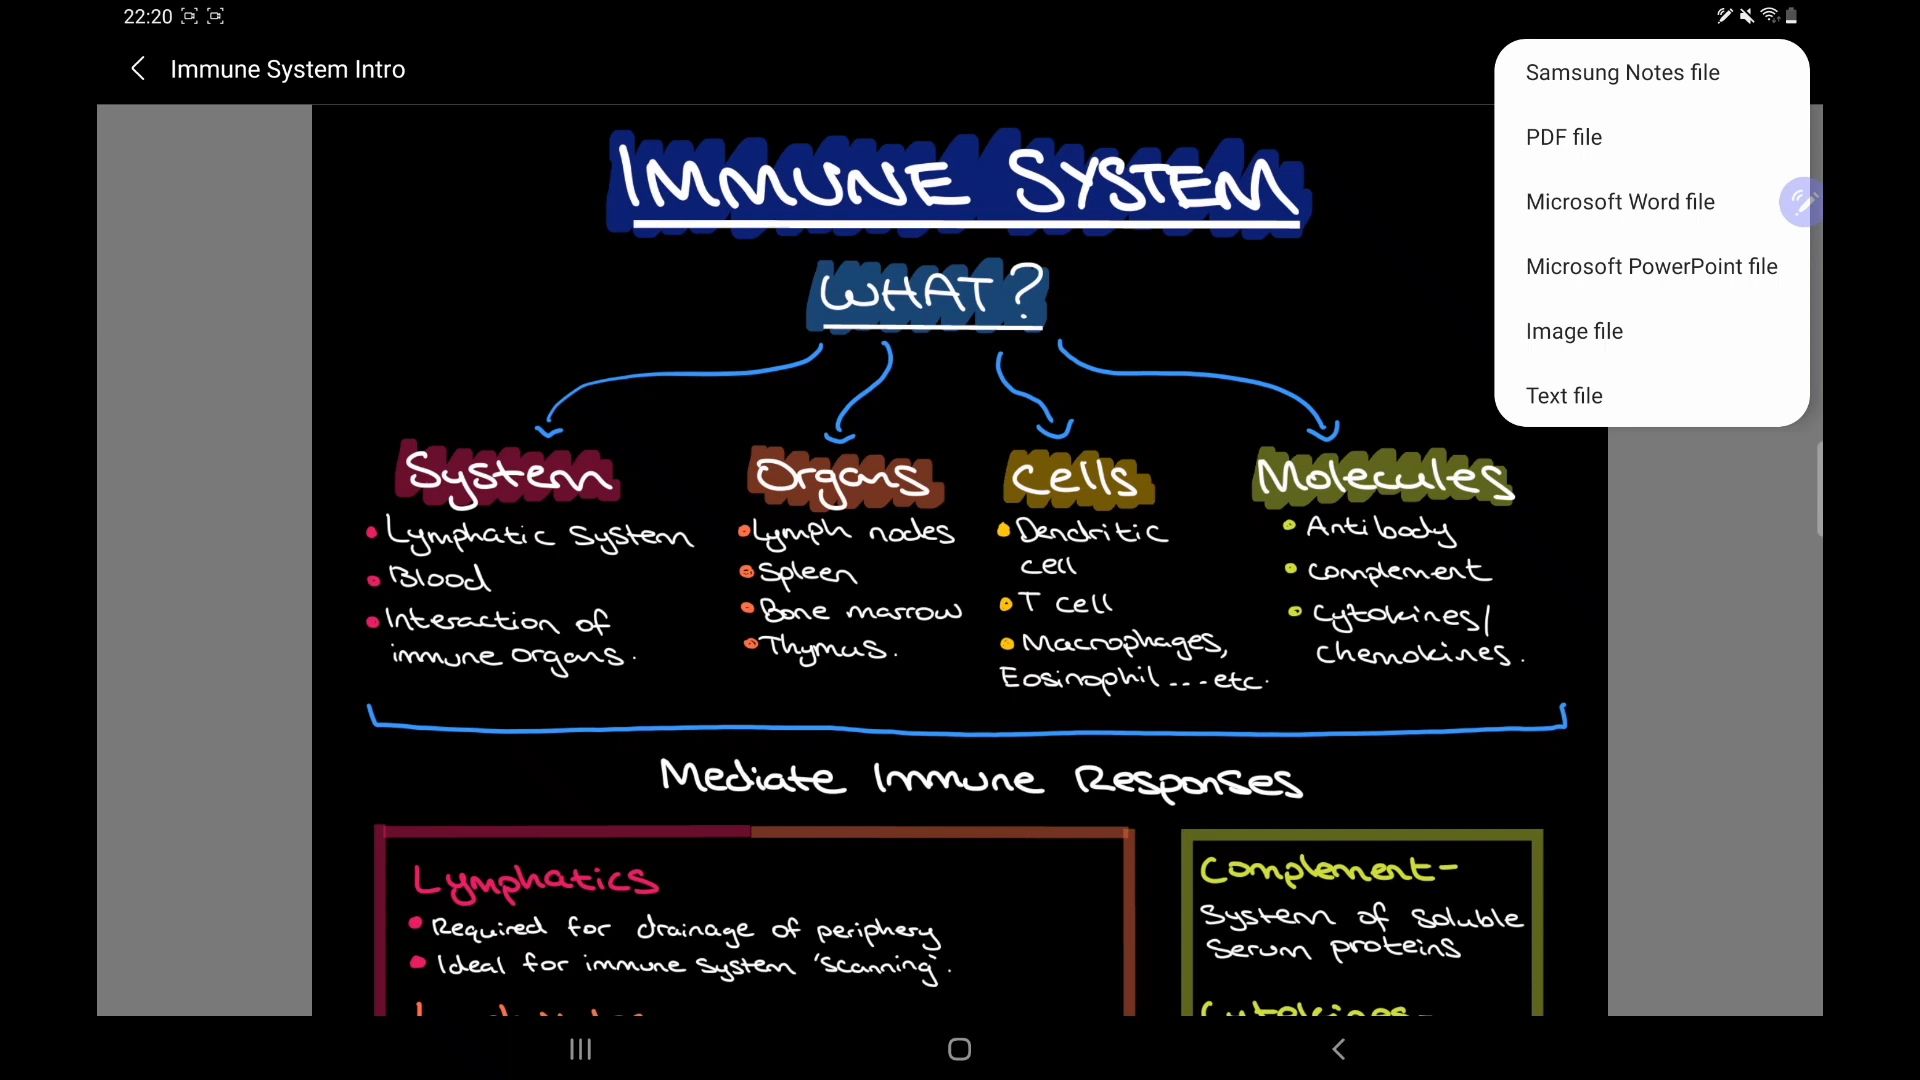 22:20
Immune System Intro
Samsung Notes file
PDF file
Microsoft Word file
Microsoft PowerPoint file
Image file
Text file
IMMUNE SYSTEM
WHAT?
System
• Lymphatic System
• Blood
• Interaction of
immune organs.
Organs
• Lymph nodes
• Spleen
• Bone marrow
• Thymus.
Cells
• Dendritic
cell
• T cell
• Macrophages,
Eosinophil....etc.
Molecules
• Antibody
• Complement
• Cytokines/
chemokines.
Mediate Immune Responses
Lymphatics
• Required for drainage of periphery
• Ideal for immune system 'scanning'.
Complement-
System of soluble
serum proteins
Cytokines-